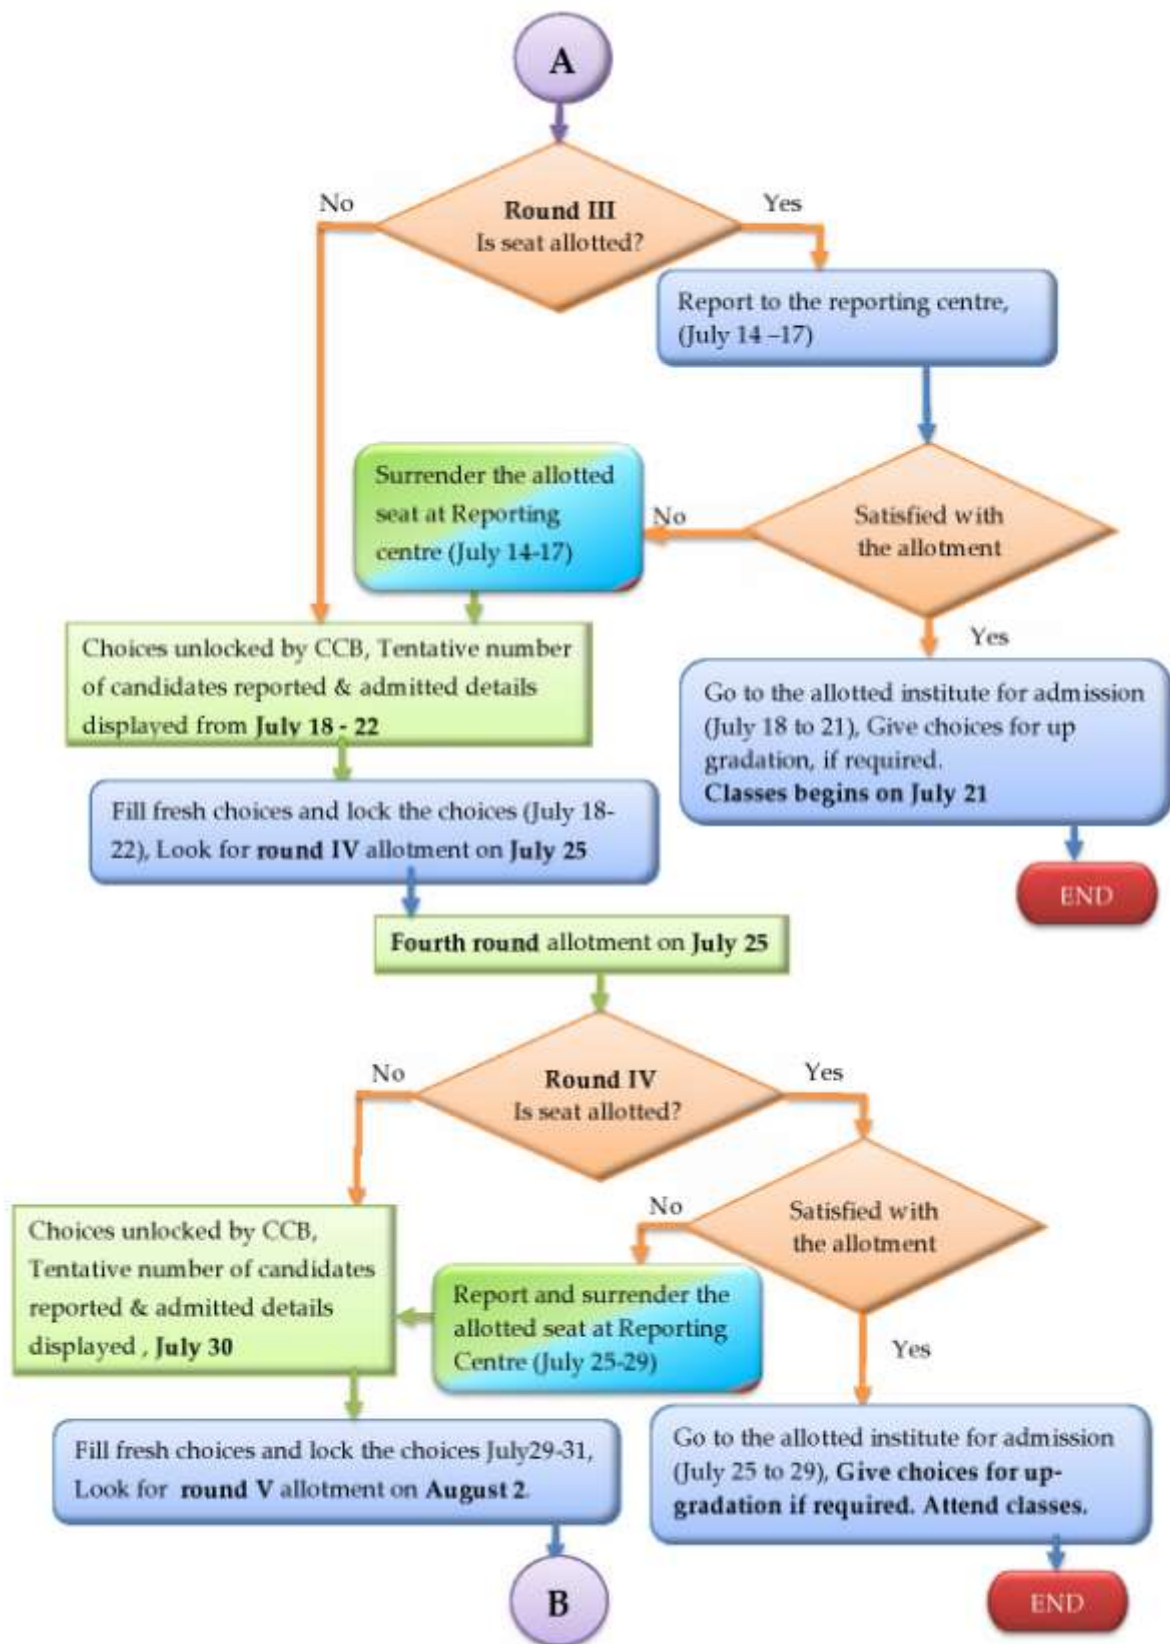 A
No
Yes
Round III
Is seat allotted?
Report to the reporting centre,
(July 14 –17)
Surrender the allotted
seat at Reporting
centre (July 14-17)
No
Satisfied with
the allotment
Yes
Choices unlocked by CCB, Tentative number
of candidates reported & admitted details
displayed from July 18 - 22
Go to the allotted institute for admission
(July 18 to 21), Give choices for up
gradation, if required.
Classes begins on July 21
Fill fresh choices and lock the choices (July 18-
22), Look for round IV allotment on July 25
END
Fourth round allotment on July 25
No
Yes
Round IV
Is seat allotted?
No
Satisfied with
the allotment
Choices unlocked by CCB,
Tentative number of candidates
reported & admitted details
displayed , July 30
Report and surrender the
allotted seat at Reporting
Centre (July 25-29)
Yes
Fill fresh choices and lock the choices July29-31,
Look for round V allotment on August 2.
Go to the allotted institute for admission
(July 25 to 29), Give choices for up-
gradation if required. Attend classes.
B
END